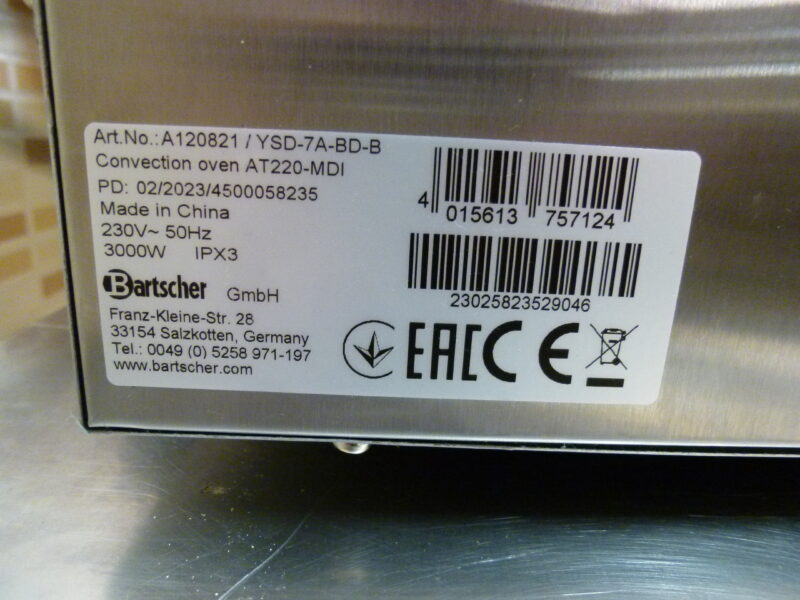 Art.No.: A120821 / YSD-7A-BD-B
Convection oven AT220-MDI
PD: 02/2023/4500058235
Made in China
230V~ 50Hz
3000W IPX3
Bartscher GmbH
Franz-Kleine-Str. 28
33154 Salzkotten, Germany
Tel.: 0049 (0) 5258 971-197
www.bartscher.com
4 015613 757124
23025823529046
EAC CE